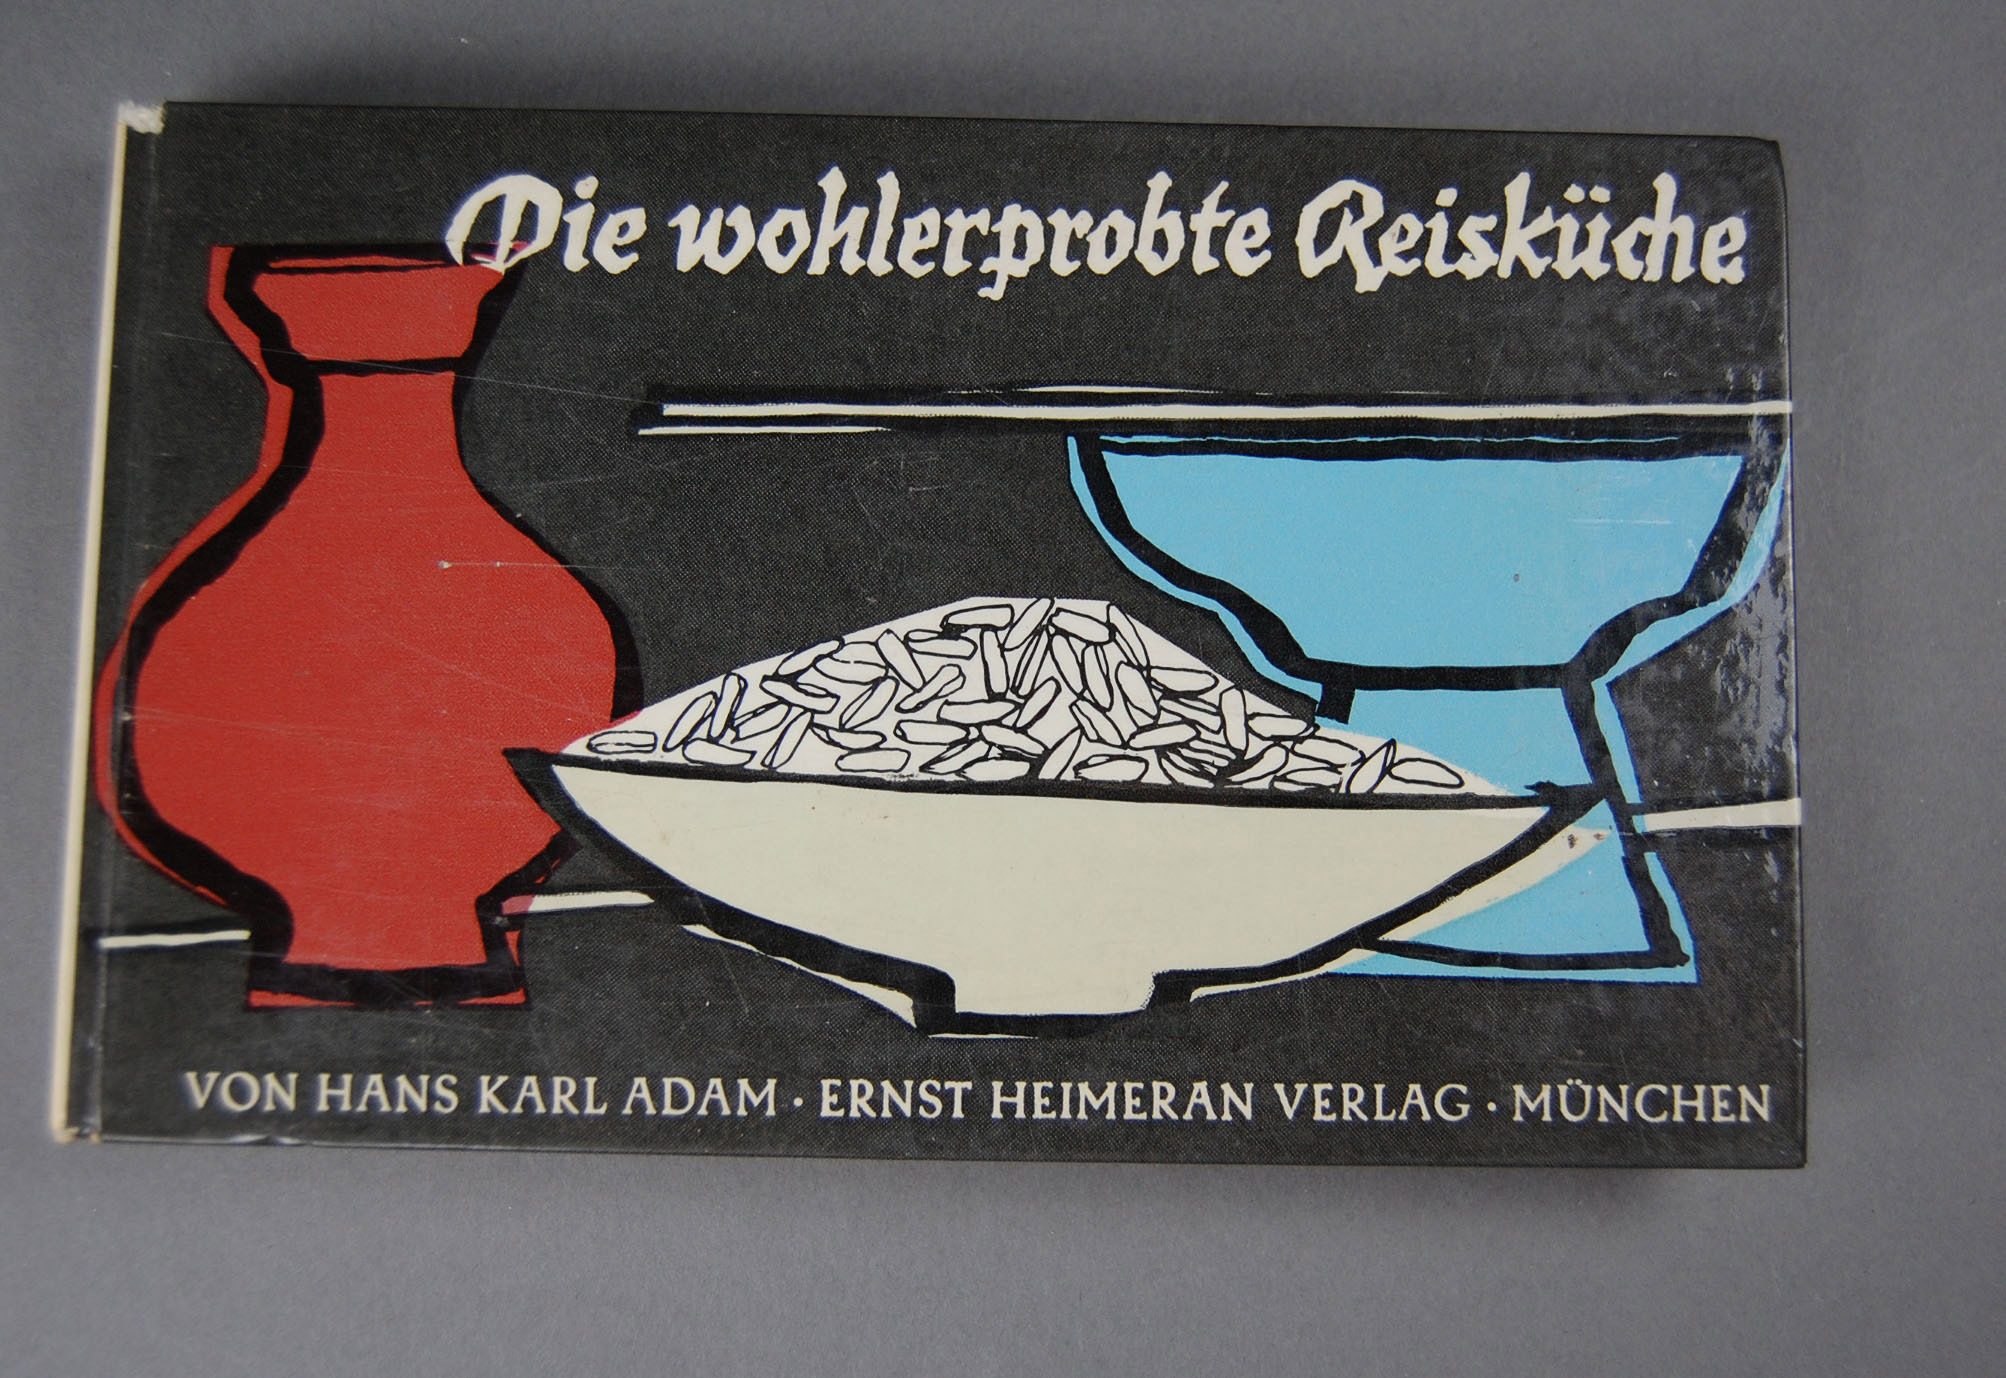 Die wohlerprobte Reisküche
VON HANS KARL ADAM · ERNST HEIMERAN VERLAG · MÜNCHEN